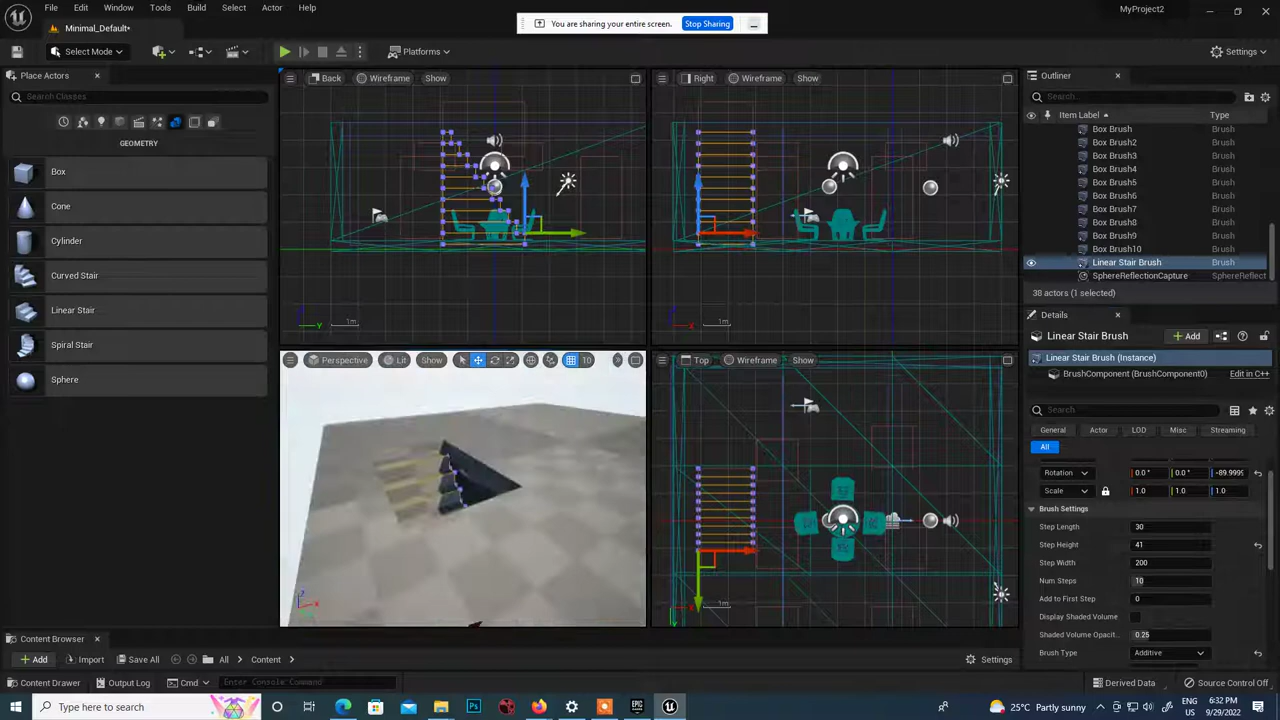 File Edit Window Tools Build Select Actor Help
MyProject2
You are sharing your entire screen. Stop Sharing
Minimal_Default
Select Mode
Platforms
Settings
Place Actors
Search Classes
GEOMETRY
Box
Cone
Cylinder
Curved Stair
Linear Stair
Spiral Stair
Sphere
Back Wireframe Show
Y
1m
Right Wireframe Show
X
1m
Perspective Lit Show 10
Top Wireframe Show
1m
Y
Outliner
Search...
Item Label Type
Box Brush Brush
Box Brush2 Brush
Box Brush3 Brush
Box Brush4 Brush
Box Brush5 Brush
Box Brush6 Brush
Box Brush7 Brush
Box Brush8 Brush
Box Brush9 Brush
Box Brush10 Brush
Linear Stair Brush Brush
SphereReflectionCapture SphereReflect
38 actors (1 selected)
Details
Linear Stair Brush
Add
Linear Stair Brush (Instance)
BrushComponent (BrushComponent0) Edit in C++
Search
General Actor LOD Misc Streaming
All
Rotation 0.0 ° 0.0 ° -89.9999
Scale 1.0 1.0 1.0
Brush Settings
Step Length 30
Step Height 41
Step Width
Num Steps 10
Add to First Step 0
Display Shaded Volume
Shaded Volume Opacit... 0.25
Brush Type Additive
Content Browser
Add Import Save All All Content Settings
Content Drawer Output Log Cmd Enter Console Command Derived Data Source Control Off
Type here to search
25°C Partly sunny ENG 6:32 PM
9/28/2022